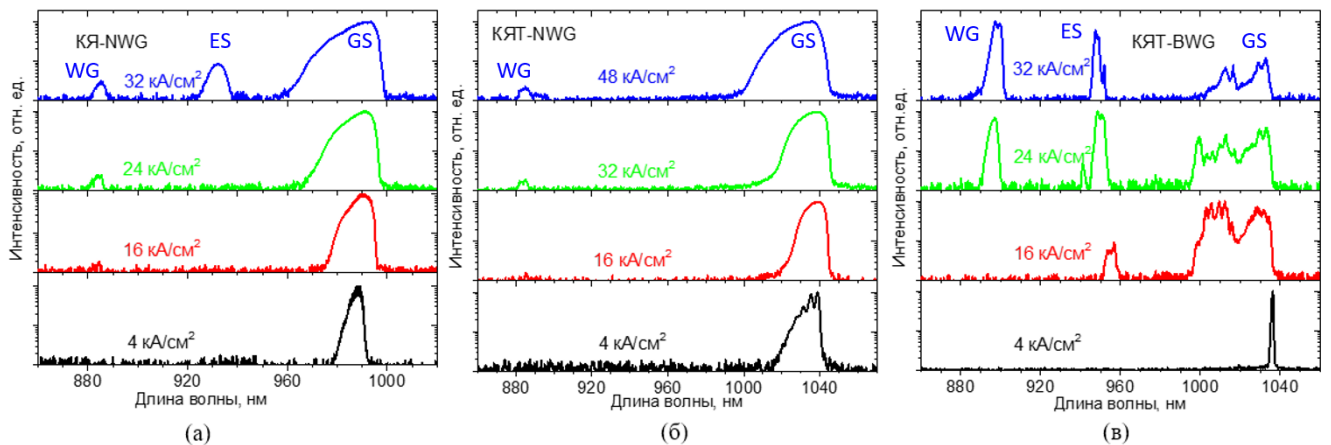 Интенсивность, отн. ед.
КЯ-NWG
WG
ES
GS
32 кА/см²
24 кА/см²
16 кА/см²
4 кА/см²
880 920 960 1000
Длина волны, нм
(а)
Интенсивность, отн. ед.
КЯТ-NWG
WG
GS
48 кА/см²
32 кА/см²
16 кА/см²
4 кА/см²
880 920 960 1000 1040
Длина волны, нм
(б)
Интенсивность, отн.ед.
WG
ES
КЯТ-BWG
GS
32 кА/см²
24 кА/см²
16 кА/см²
4 кА/см²
880 920 960 1000 1040
Длина волны, нм
(в)